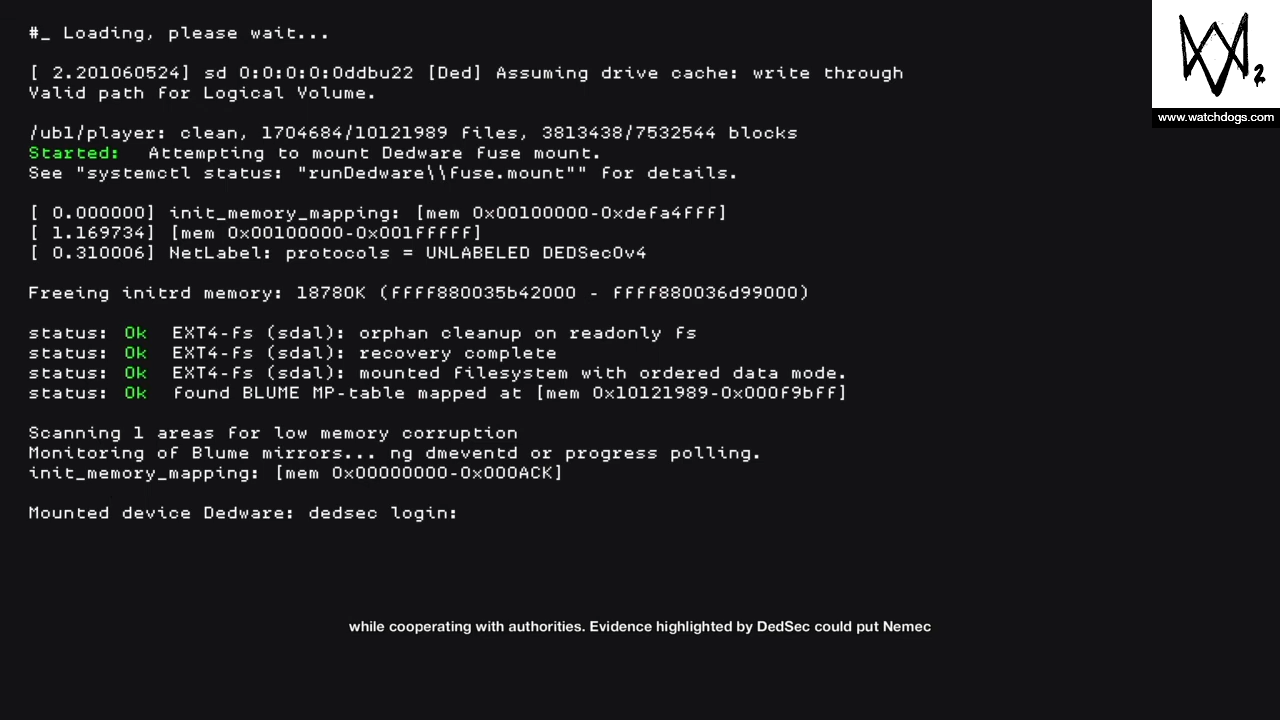 #_ Loading, please wait...
[ 2.201060524] sd 0:0:0:0:0ddbu22 [Ded] Assuming drive cache: write through
Valid path for Logical Volume.
/ubl/player: clean, 1704684/10121989 files, 3813438/7532544 blocks
Started: Attempting to mount Dedware fuse mount.
See "systemctl status: "runDedware\\fuse.mount"" for details.
[ 0.000000] init_memory_mapping: [mem 0x00100000-0xdefa4fff]
[ 1.169734] [mem 0x00100000-0x001fffff]
[ 0.310006] NetLabel: protocols = UNLABELED DEDSecOv4
Freeing initrd memory: 18780K (ffff880035b42000 - ffff880036d99000)
status: Ok EXT4-fs (sdal): orphan cleanup on readonly fs
status: Ok EXT4-fs (sdal): recovery complete
status: Ok EXT4-fs (sdal): mounted filesystem with ordered data mode.
status: Ok found BLUME MP-table mapped at [mem 0x10121989-0x000f9bff]
Scanning 1 areas for low memory corruption
Monitoring of Blume mirrors... ng dmeventd or progress polling.
init_memory_mapping: [mem 0x00000000-0x000ACK]
Mounted device Dedware: dedsec login:
while cooperating with authorities. Evidence highlighted by DedSec could put Nemec
2
www.watchdogs.com